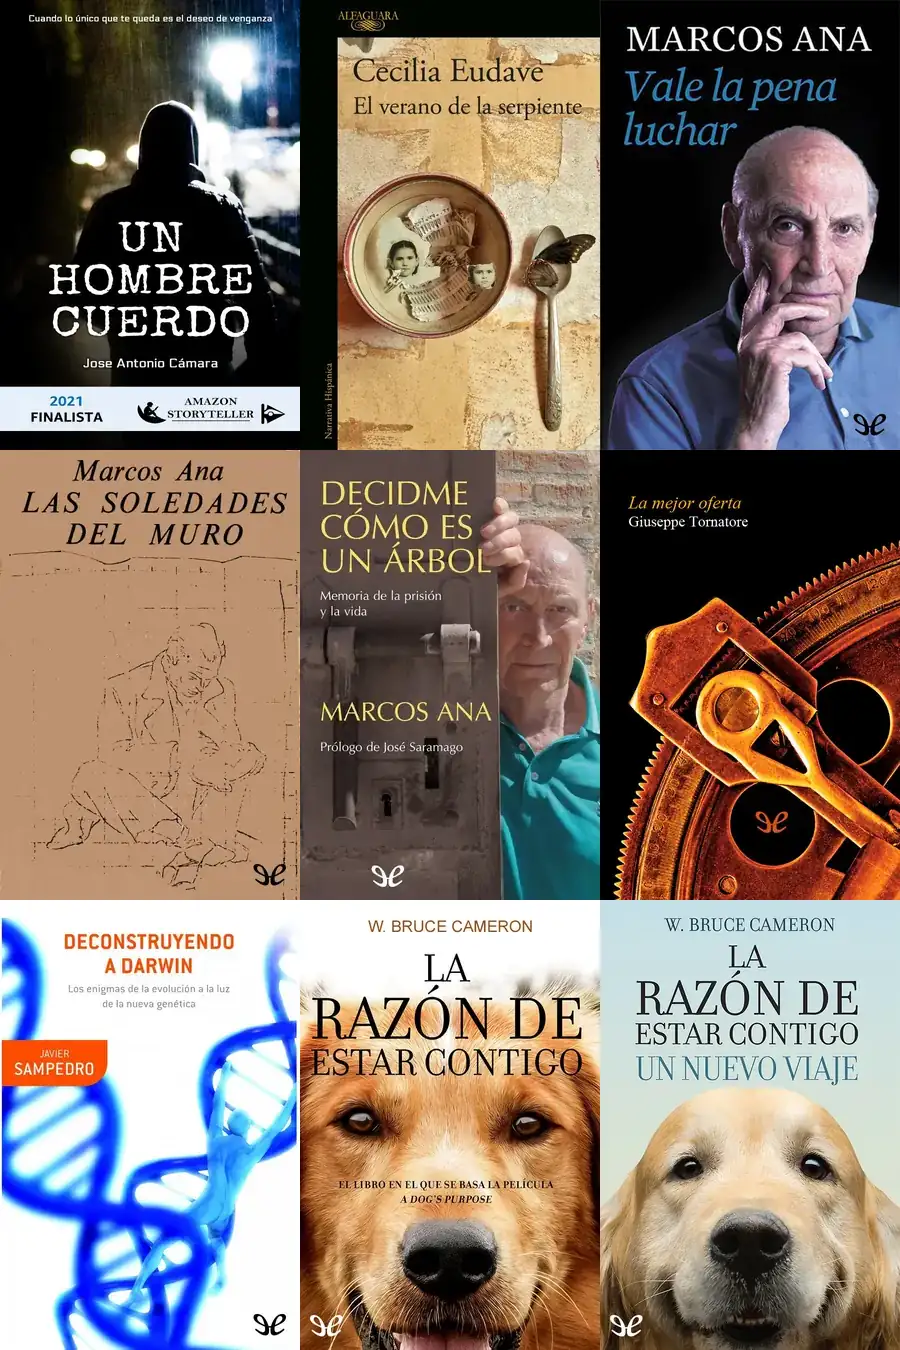 Cuando lo único que te queda es el deseo de venganza
UN
HOMBRE
CUERDO
Jose Antonio Cámara
2021
FINALISTA
AMAZON
STORYTELLER
ALFAGUARA
Cecilia Eudave
El verano de la serpiente
Narrativa Hispánica
MARCOS ANA
Vale la pena
luchar
Marcos Ana
LAS SOLEDADES
DEL MURO
DECIDME
CÓMO ES
UN ÁRBOL
Memoria de la prisión
y la vida
MARCOS ANA
Prólogo de José Saramago
La mejor oferta
Giuseppe Tornatore
DECONSTRUYENDO
A DARWIN
Los enigmas de la evolución a la luz
de la nueva genética
JAVIER
SAMPEDRO
W. BRUCE CAMERON
LA
RAZÓN DE
ESTAR CONTIGO
EL LIBRO EN EL QUE SE BASA LA PELÍCULA
A DOG'S PURPOSE
W. BRUCE CAMERON
LA
RAZÓN DE
ESTAR CONTIGO
UN NUEVO VIAJE